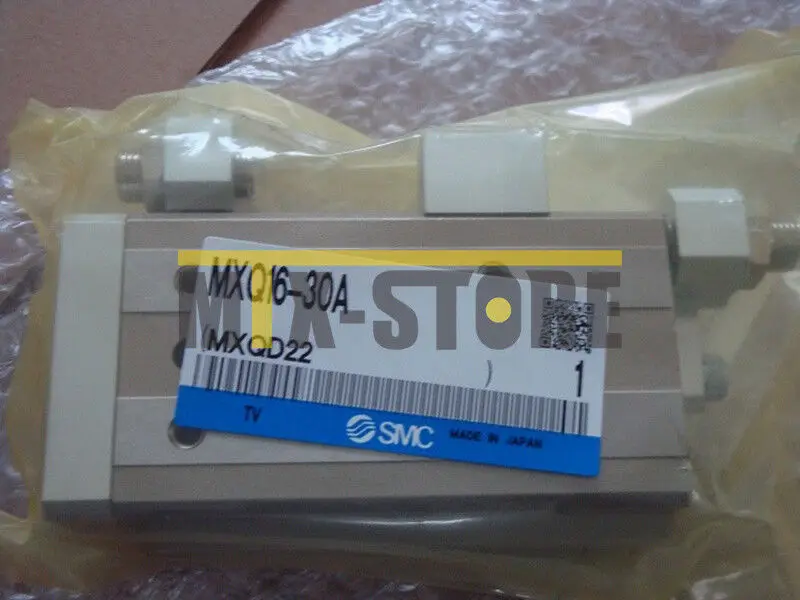 MXQ16-30A
MTX-STORE
(MXQD22 )
1
TV SMC MADE IN JAPAN